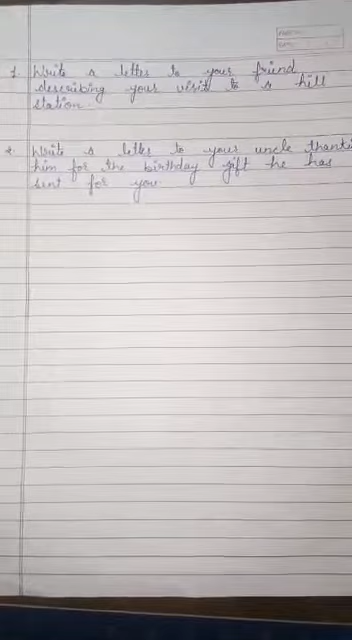 1 Write a letter to your friend
describing your visit to a hill
station.
2. Write a letter to your uncle thanki
him for the birthday gift he has
sent for you.